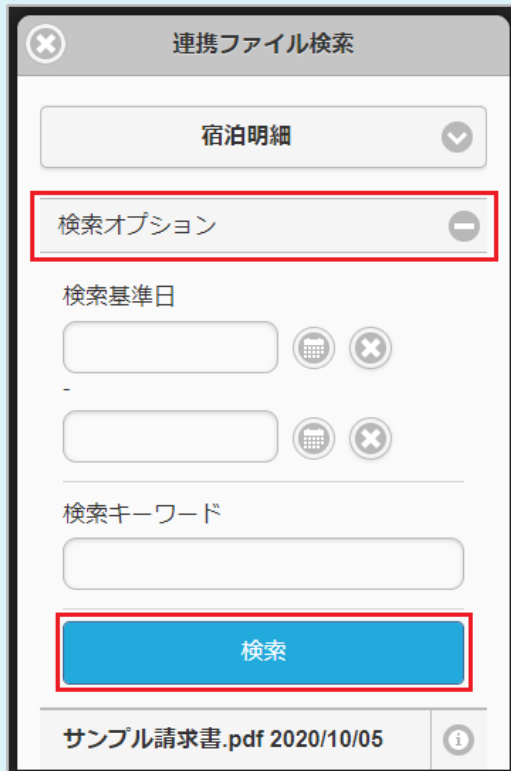 連携ファイル検索
宿泊明細
検索オプション
検索基準日
-
検索キーワード
検索
サンプル請求書.pdf 2020/10/05